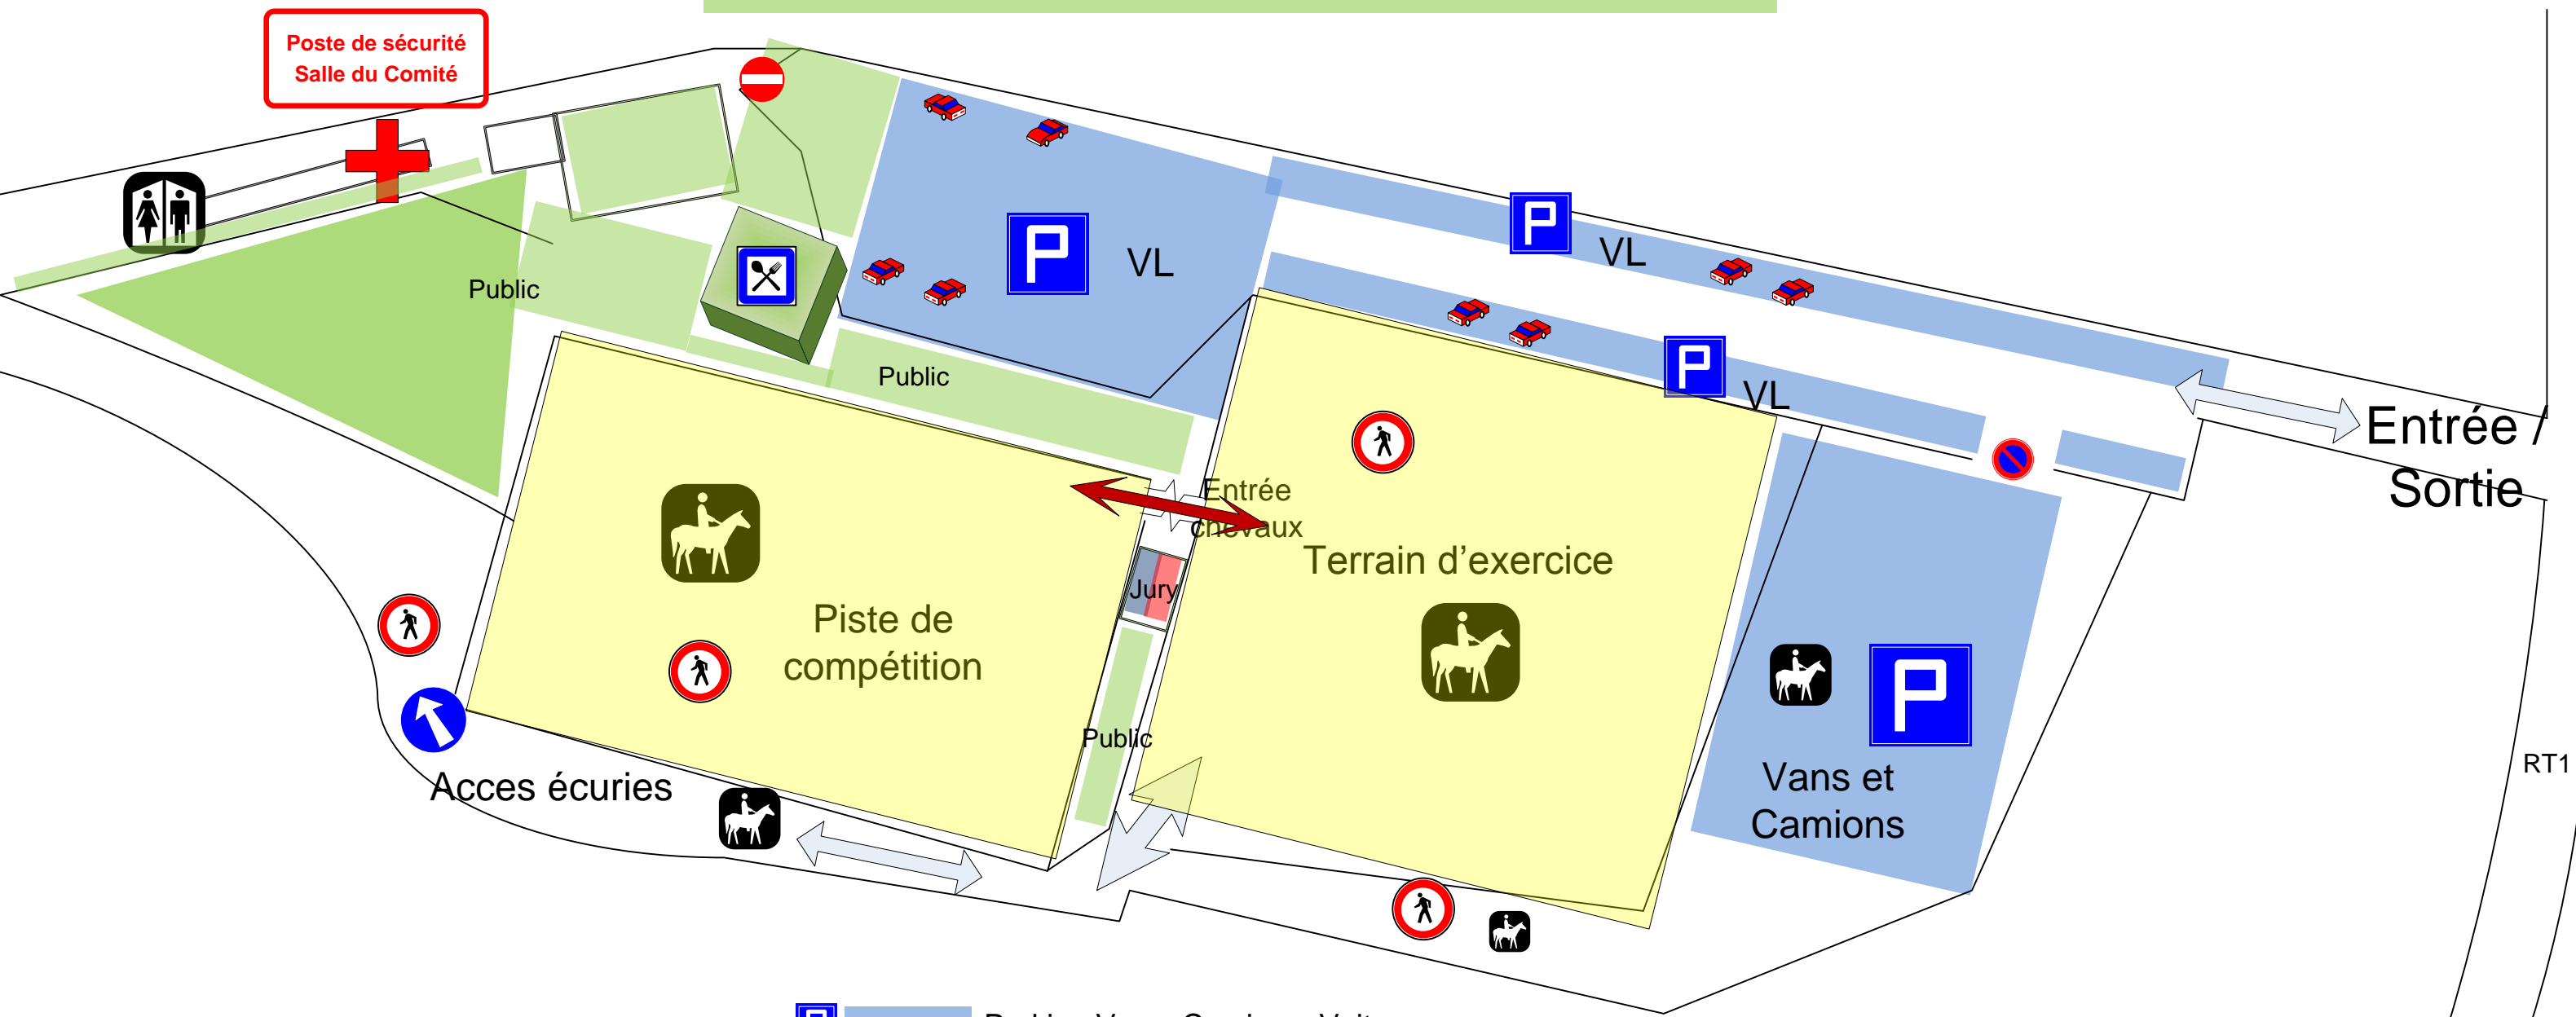 Poste de sécurité
Salle du Comité
P
VL
P
VL
Public
Public
P
VL
Entrée /
Sortie
Entrée
chevaux
Terrain d'exercice
Jury
Piste de
compétition
Public
P
Acces écuries
Vans et
Camions
RT1